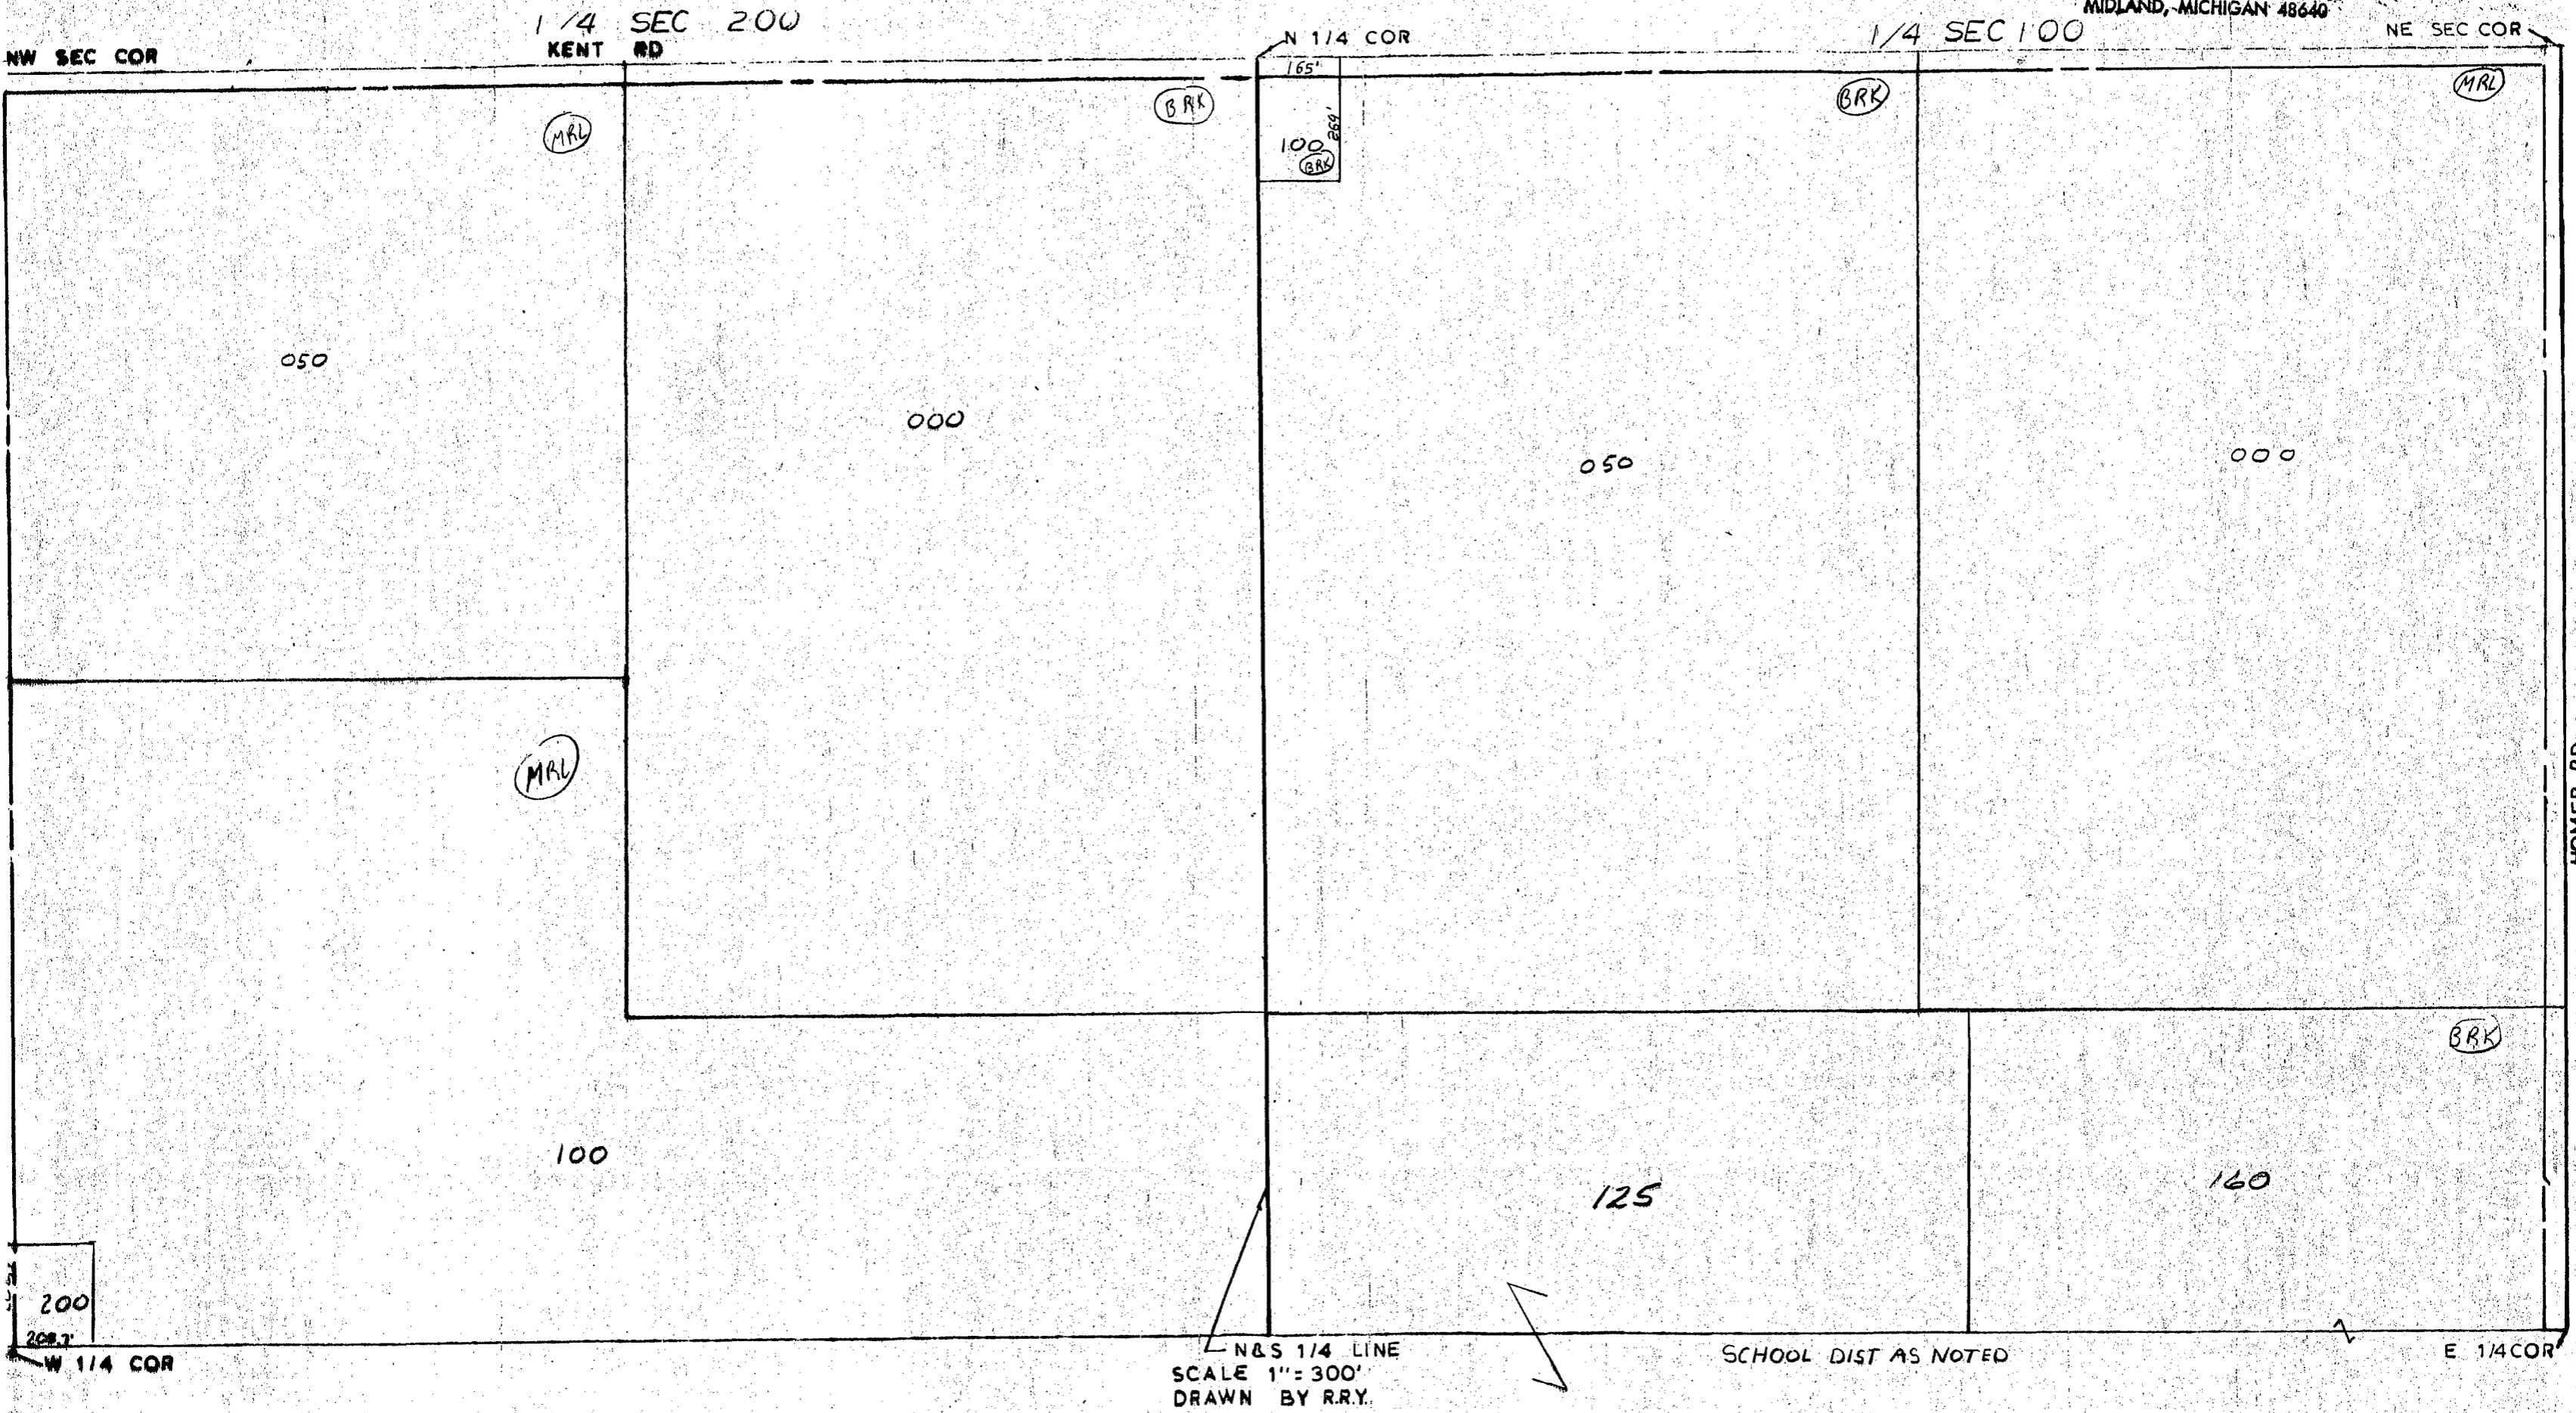 MIDLAND, MICHIGAN 48640
1/4 SEC 200
1/4 SEC 100
KENT RD
N 1/4 COR
NE SEC COR
NW SEC COR
165'
MRL
BRK
BRK
MRL
264'
100
BRK
050
000
050
000
MRL
HOMER RD
BRK
100
125
160
200
208.7'
W 1/4 COR
N&S 1/4 LINE
SCHOOL DIST AS NOTED
E 1/4 COR
SCALE 1"=300'
DRAWN BY R.R.Y.